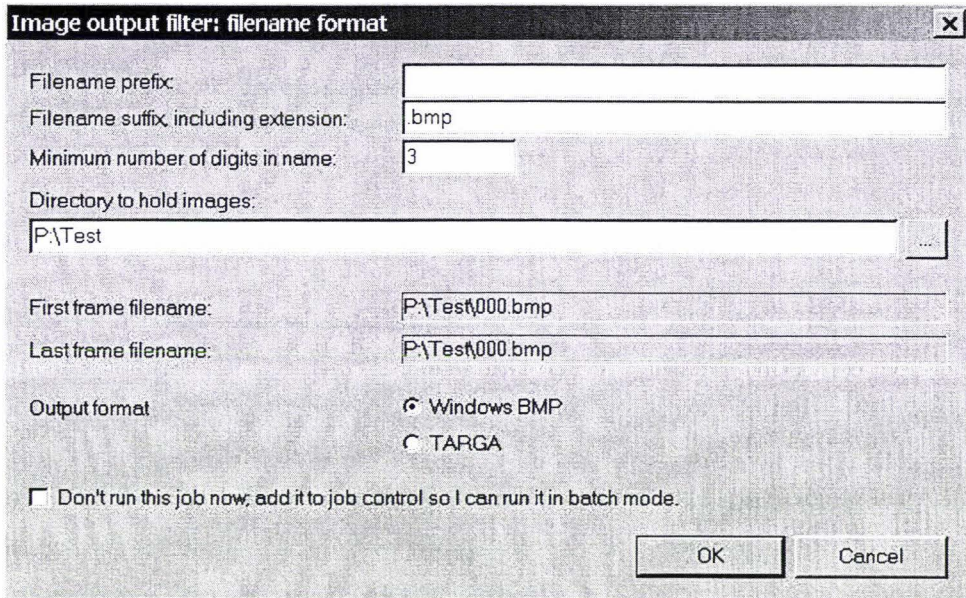 Image output filter: filename format
Filename prefix:
Filename suffix, including extension: .bmp
Minimum number of digits in name: 3
Directory to hold images:
P:\Test ...
First frame filename: P:\Test\000.bmp
Last frame filename: P:\Test\000.bmp
Output format Windows BMP
TARGA
Don't run this job now; add it to job control so I can run it in batch mode.
OK Cancel